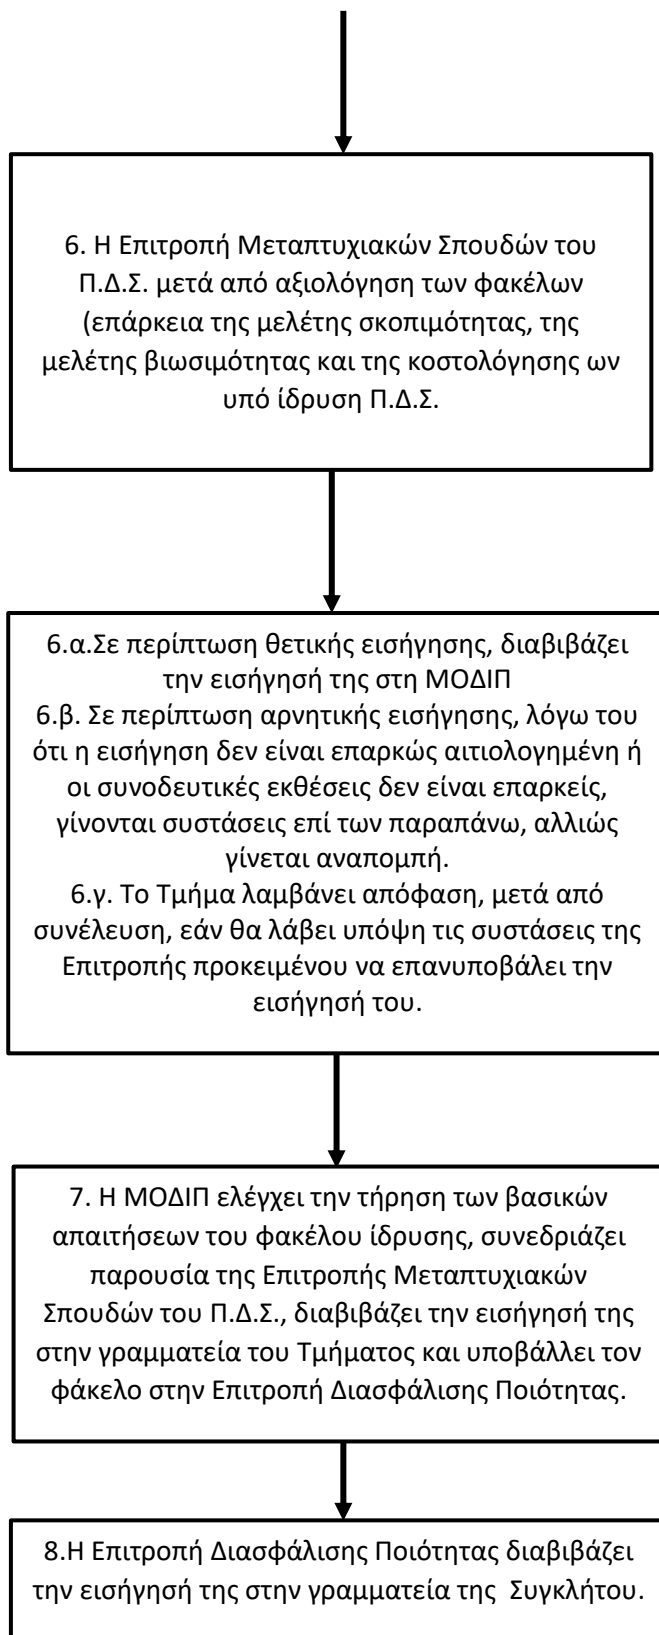 6. Η Επιτροπή Μεταπτυχιακών Σπουδών του
Π.Δ.Σ. μετά από αξιολόγηση των φακέλων
(επάρκεια της μελέτης σκοπιμότητας, της
μελέτης βιωσιμότητας και της κοστολόγησης ων
υπό ίδρυση Π.Δ.Σ.
6.α.Σε περίπτωση θετικής εισήγησης, διαβιβάζει
την εισήγησή της στη ΜΟΔΙΠ
6.β. Σε περίπτωση αρνητικής εισήγησης, λόγω του
ότι η εισήγηση δεν είναι επαρκώς αιτιολογημένη ή
οι συνοδευτικές εκθέσεις δεν είναι επαρκείς,
γίνονται συστάσεις επί των παραπάνω, αλλιώς
γίνεται αναπομπή.
6.γ. Το Τμήμα λαμβάνει απόφαση, μετά από
συνέλευση, εάν θα λάβει υπόψη τις συστάσεις της
Επιτροπής προκειμένου να επανυποβάλει την
εισήγησή του.
7. Η ΜΟΔΙΠ ελέγχει την τήρηση των βασικών
απαιτήσεων του φακέλου ίδρυσης, συνεδριάζει
παρουσία της Επιτροπής Μεταπτυχιακών
Σπουδών του Π.Δ.Σ., διαβιβάζει την εισήγησή της
στην γραμματεία του Τμήματος και υποβάλλει τον
φάκελο στην Επιτροπή Διασφάλισης Ποιότητας.
8.Η Επιτροπή Διασφάλισης Ποιότητας διαβιβάζει
την εισήγησή της στην γραμματεία της Συγκλήτου.